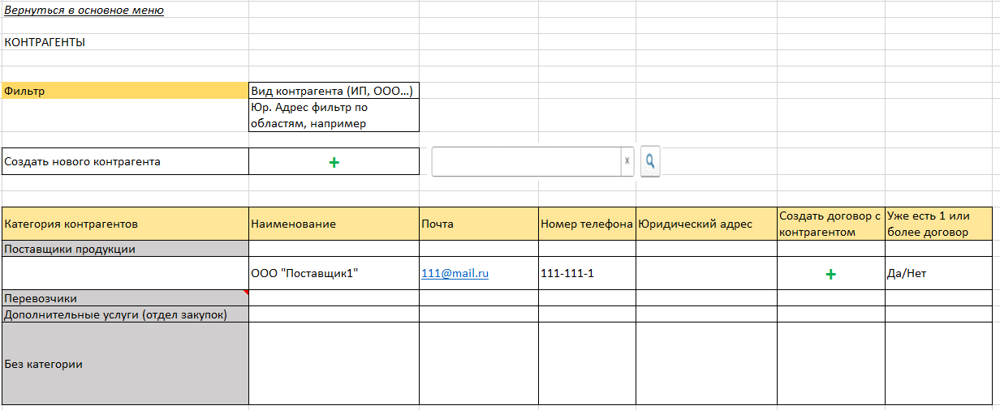 Вернуться в основное меню
КОНТРАГЕНТЫ
Фильтр
Вид контрагента (ИП, ООО...)
Юр. Адрес фильтр по
областям, например
Создать нового контрагента
+
x
Категория контрагентов
Наименование
Почта
Номер телефона
Юридический адрес
Создать договор с
контрагентом
Уже есть 1 или
более договор
Поставщики продукции
ООО "Поставщик1"
111@mail.ru
111-111-1
+
Да/Нет
Перевозчики
Дополнительные услуги (отдел закупок)
Без категории